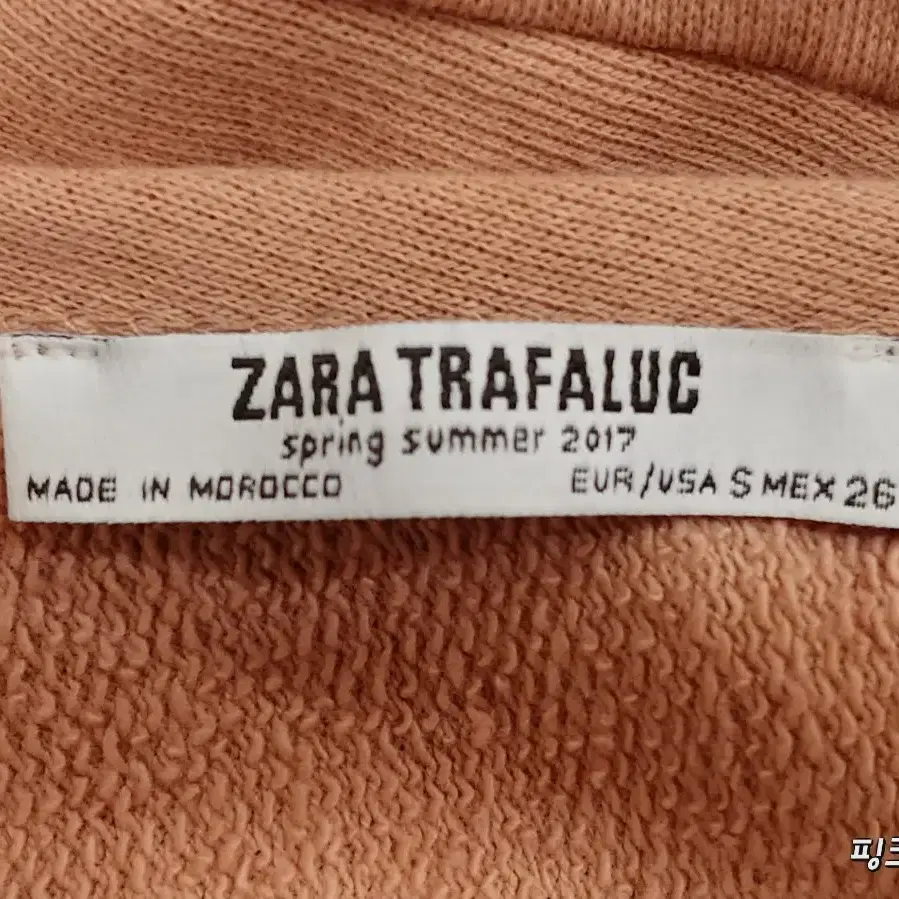 ZARA TRAFALUC
spring summer 2017
MADE IN MOROCCO EUR/USA S MEX 26